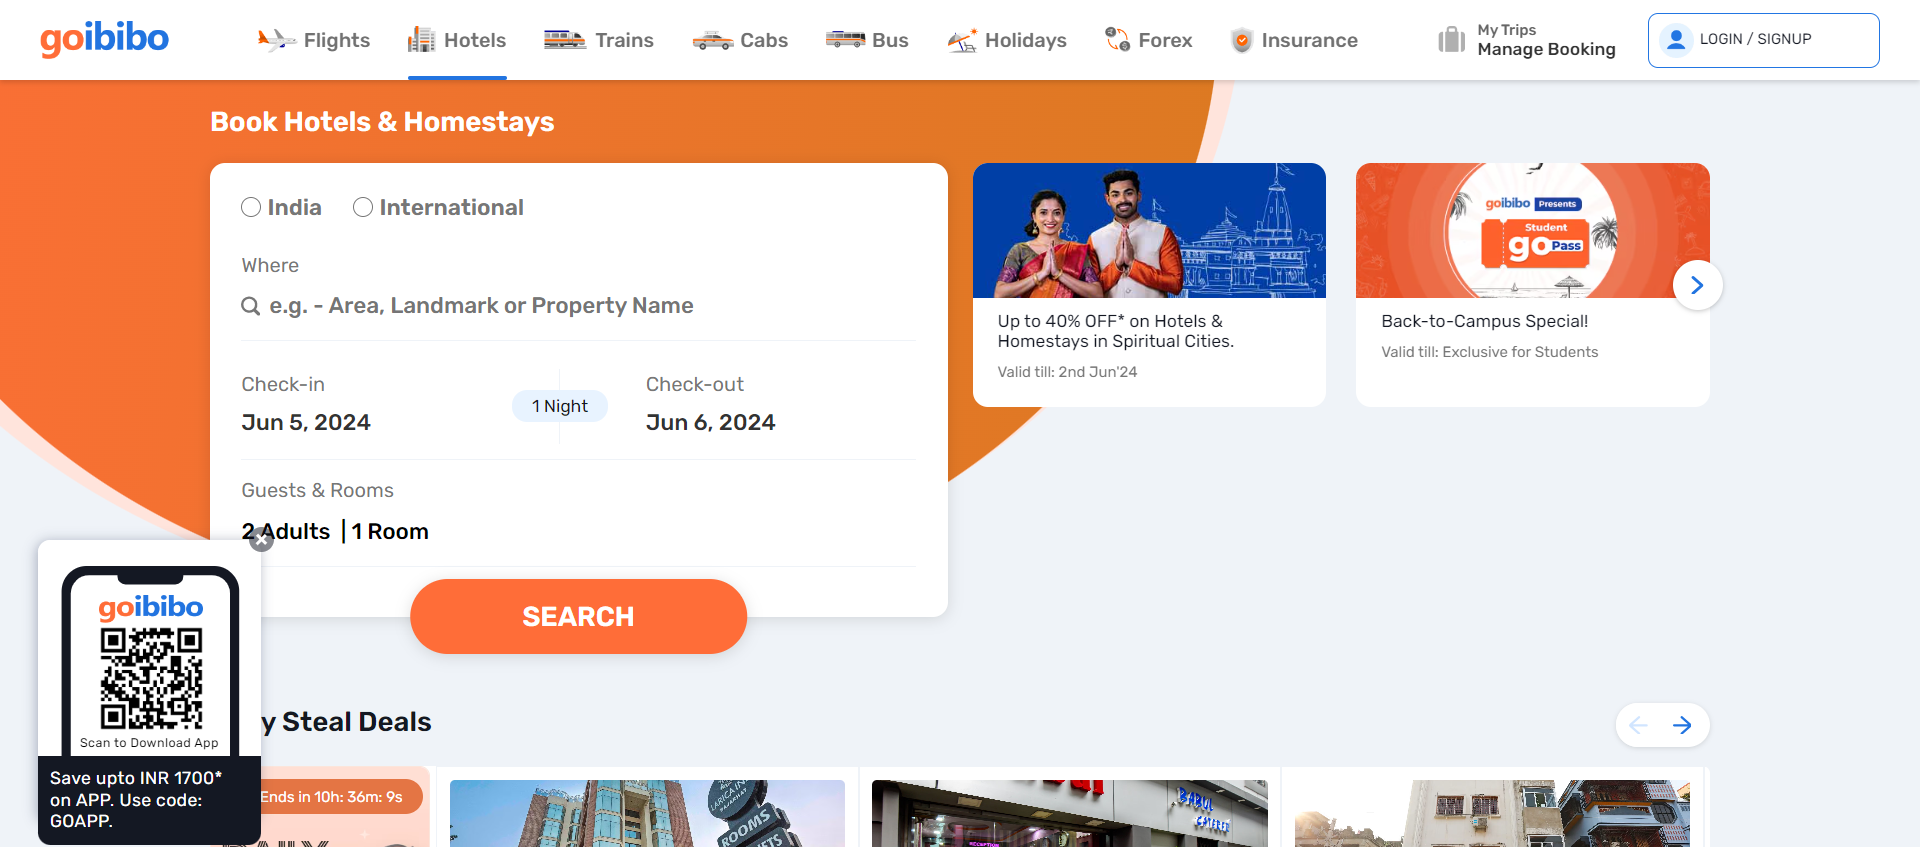 goibibo
Flights
Hotels
Trains
Cabs
Bus
Holidays
Forex
Insurance
My Trips
Manage Booking
LOGIN / SIGNUP
Book Hotels & Homestays
India
International
Where
e.g. - Area, Landmark or Property Name
Check-in
Jun 5, 2024
1 Night
Check-out
Jun 6, 2024
Guests & Rooms
2 Adults | 1 Room
SEARCH
Up to 40% OFF* on Hotels &
Homestays in Spiritual Cities.
Valid till: 2nd Jun'24
goibibo Presents
Student
go Pass
Back-to-Campus Special!
Valid till: Exclusive for Students
goibibo
Scan to Download App
Save upto INR 1700*
on APP. Use code:
GOAPP.
y Steal Deals
Ends in 10h: 36m: 9s
LARICA INN
ROOMS
BABUL
CATERER
RECEPTION